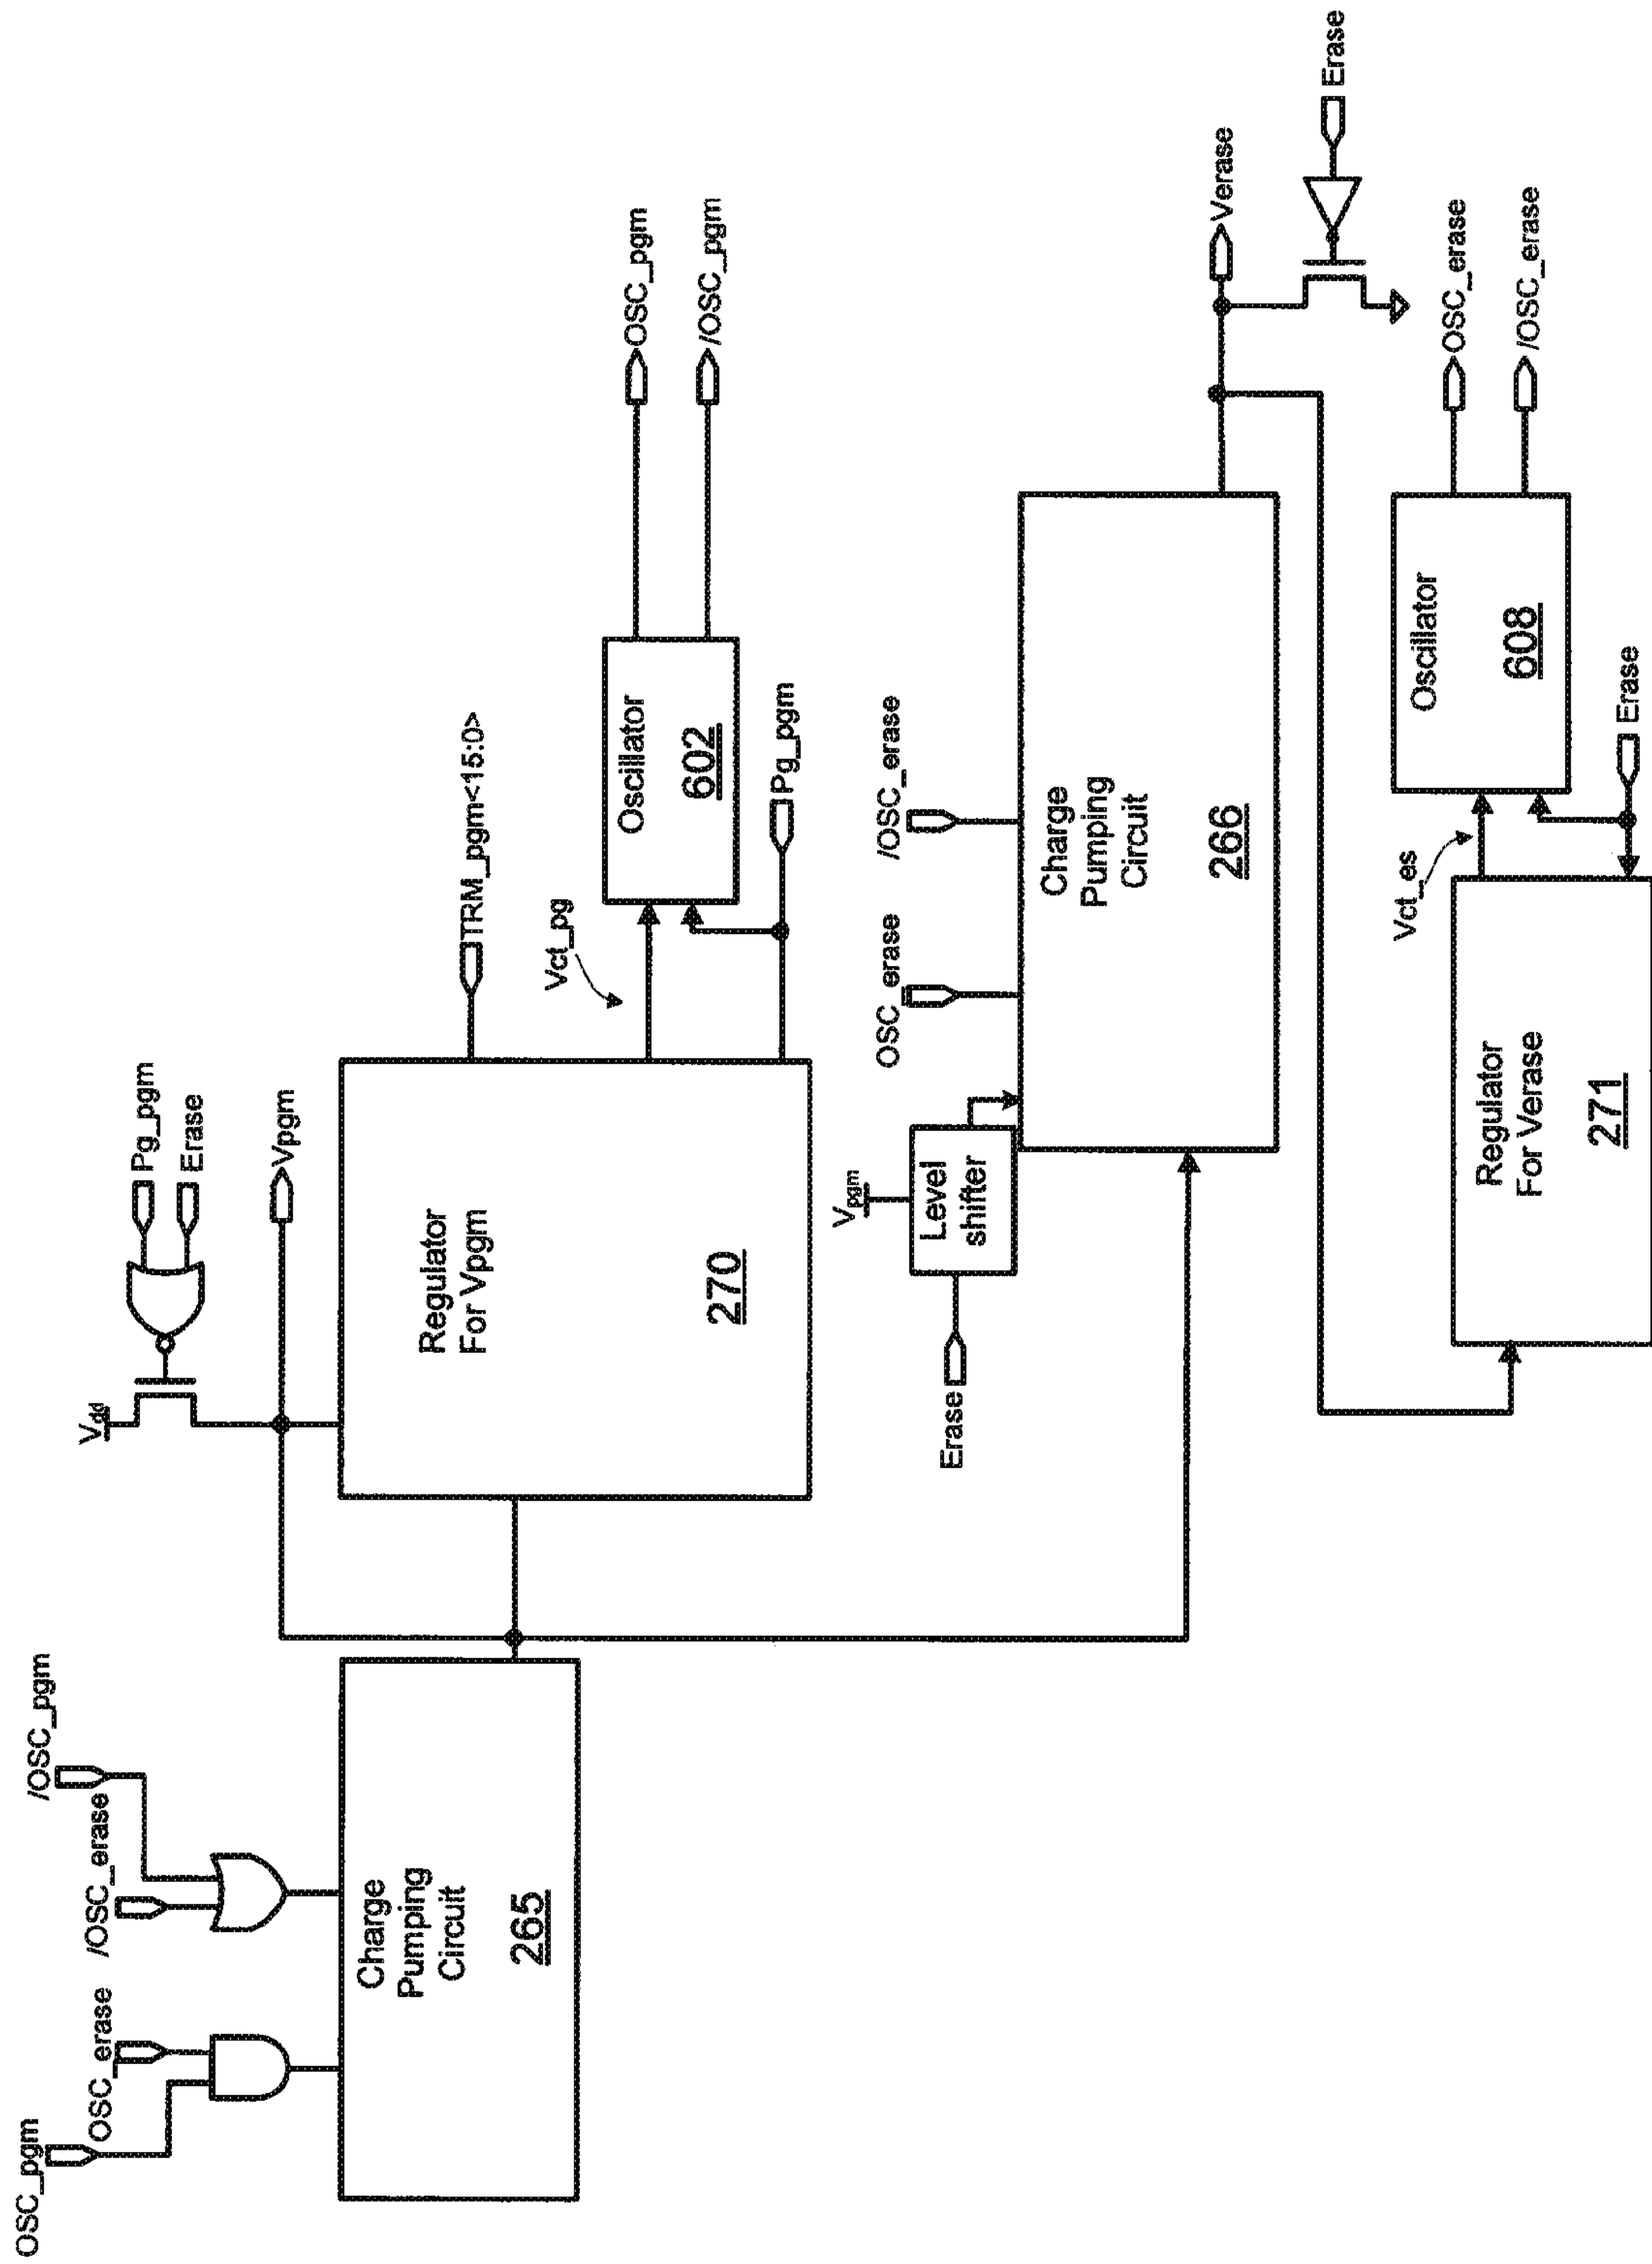 OSC_pgm
OSC_erase
/OSC_erase
/OSC_pgm
Charge
Pumping
Circuit
265
Vdd
Pg_pgm
Erase
Vpgm
Regulator
For Vpgm
270
TRM_pgm<15:0>
Vct_pg
Oscillator
602
Pg_pgm
OSC_pgm
/OSC_pgm
Erase
Vpgm
Level
shifter
OSC_erase
/OSC_erase
Charge
Pumping
Circuit
266
Verase
Erase
Regulator
For Verase
271
Vct_es
Oscillator
608
Erase
OSC_erase
/OSC_erase